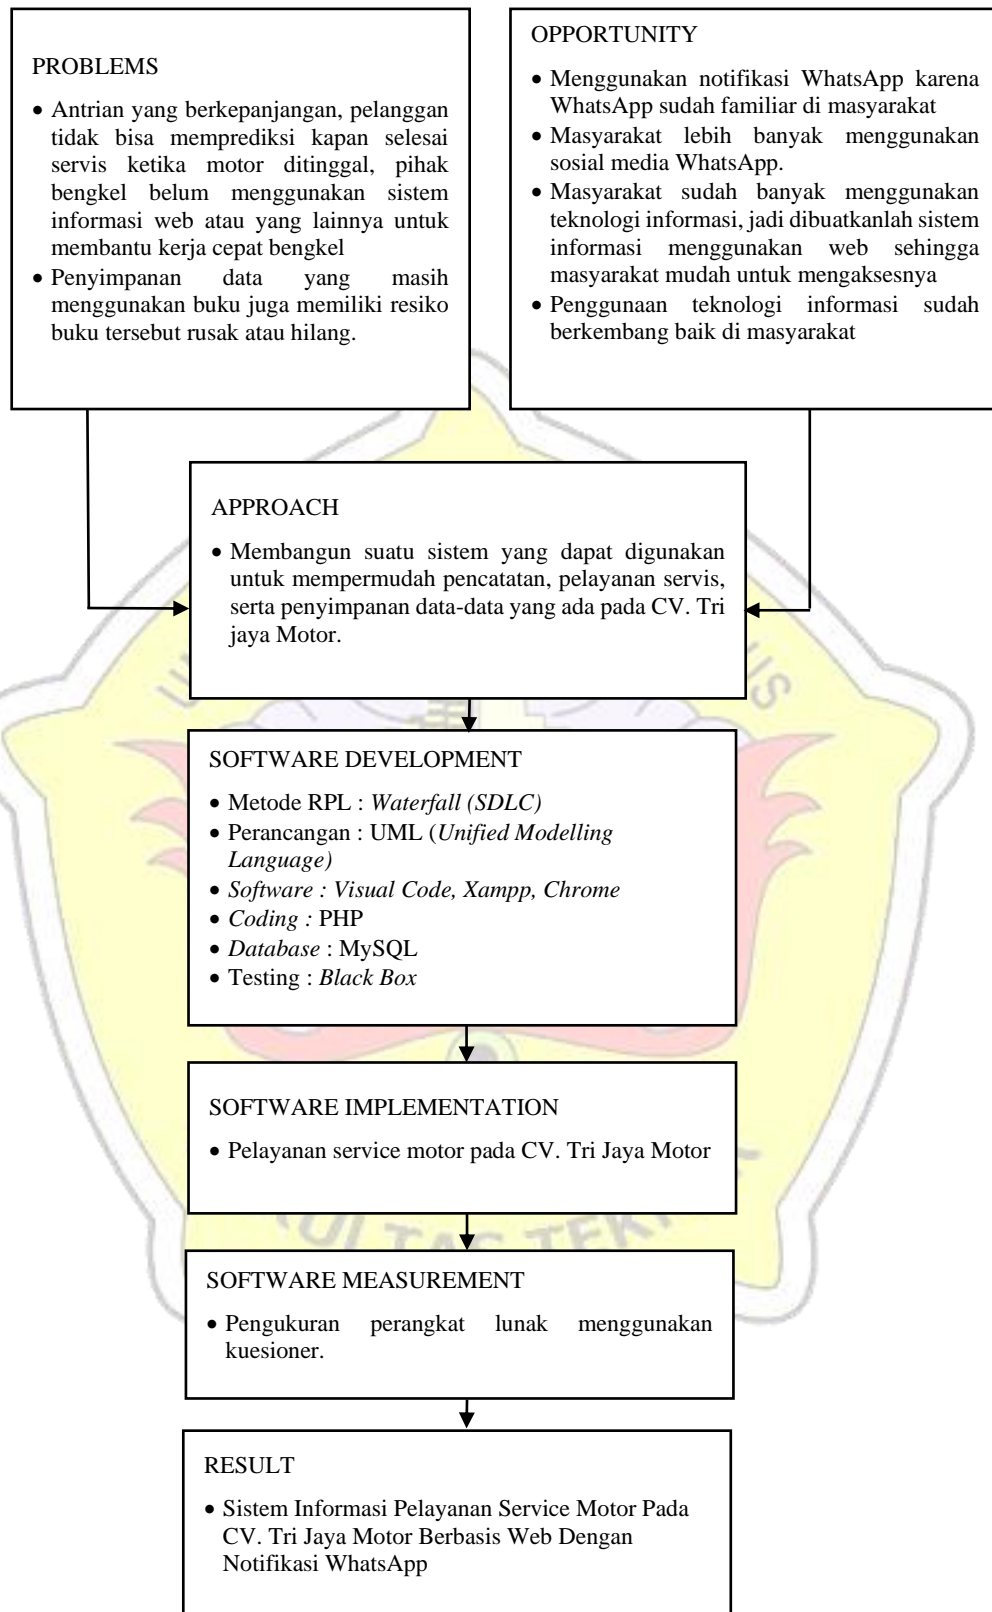 PROBLEMS
• Antrian yang berkepanjangan, pelanggan
tidak bisa memprediksi kapan selesai
servis ketika motor ditinggal, pihak
bengkel belum menggunakan sistem
informasi web atau yang lainnya untuk
membantu kerja cepat bengkel
• Penyimpanan data yang masih
menggunakan buku juga memiliki resiko
buku tersebut rusak atau hilang.
OPPORTUNITY
• Menggunakan notifikasi WhatsApp karena
WhatsApp sudah familiar di masyarakat
• Masyarakat lebih banyak menggunakan
sosial media WhatsApp.
• Masyarakat sudah banyak menggunakan
teknologi informasi, jadi dibuatkanlah sistem
informasi menggunakan web sehingga
masyarakat mudah untuk mengaksesnya
• Penggunaan teknologi informasi sudah
berkembang baik di masyarakat
APPROACH
• Membangun suatu sistem yang dapat digunakan
untuk mempermudah pencatatan, pelayanan servis,
serta penyimpanan data-data yang ada pada CV. Tri
jaya Motor.
SOFTWARE DEVELOPMENT
• Metode RPL : Waterfall (SDLC)
• Perancangan : UML (Unified Modelling
Language)
• Software : Visual Code, Xampp, Chrome
• Coding : PHP
• Database : MySQL
• Testing : Black Box
SOFTWARE IMPLEMENTATION
• Pelayanan service motor pada CV. Tri Jaya Motor
SOFTWARE MEASUREMENT
• Pengukuran perangkat lunak menggunakan
kuesioner.
RESULT
• Sistem Informasi Pelayanan Service Motor Pada
CV. Tri Jaya Motor Berbasis Web Dengan
Notifikasi WhatsApp